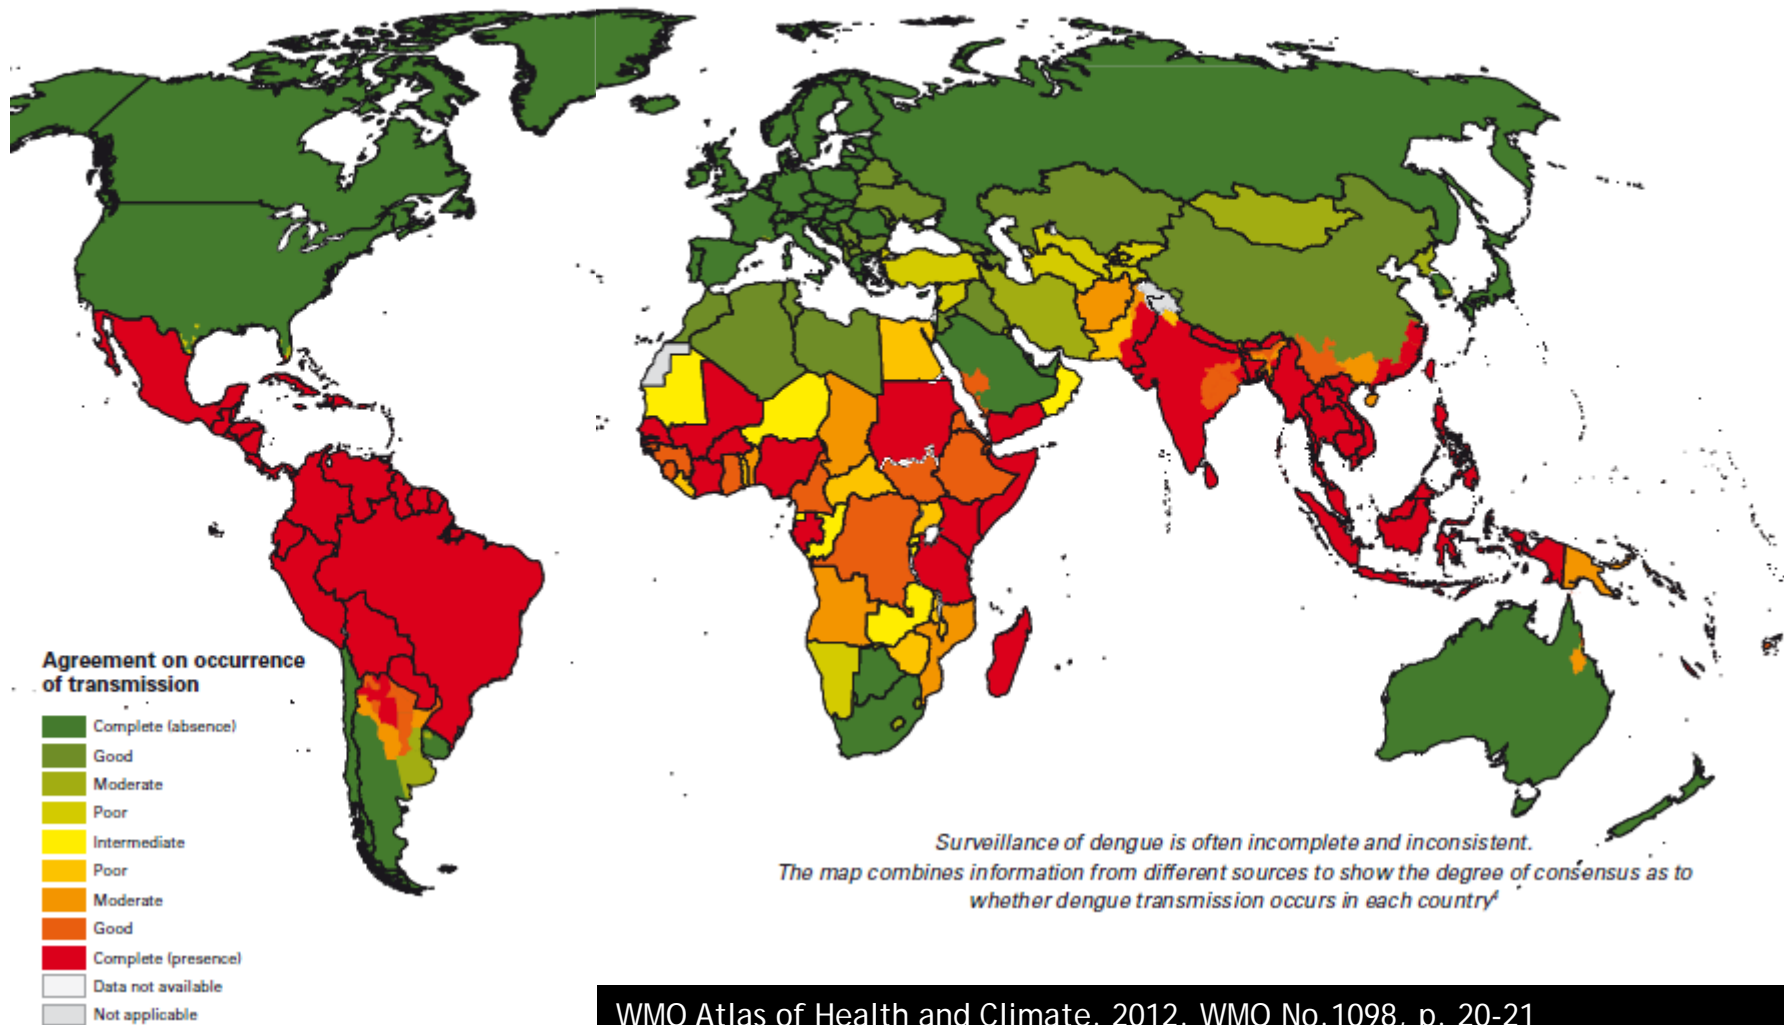 Agreement on occurrence
of transmission
Complete (absence)
Good
Moderate
Poor
Intermediate
Poor
Moderate
Good
Complete (presence)
Data not available
Not applicable
Surveillance of dengue is often incomplete and inconsistent.
The map combines information from different sources to show the degree of consensus as to
whether dengue transmission occurs in each country⁴
WMO Atlas of Health and Climate, 2012, WMO No.1098, p. 20-21